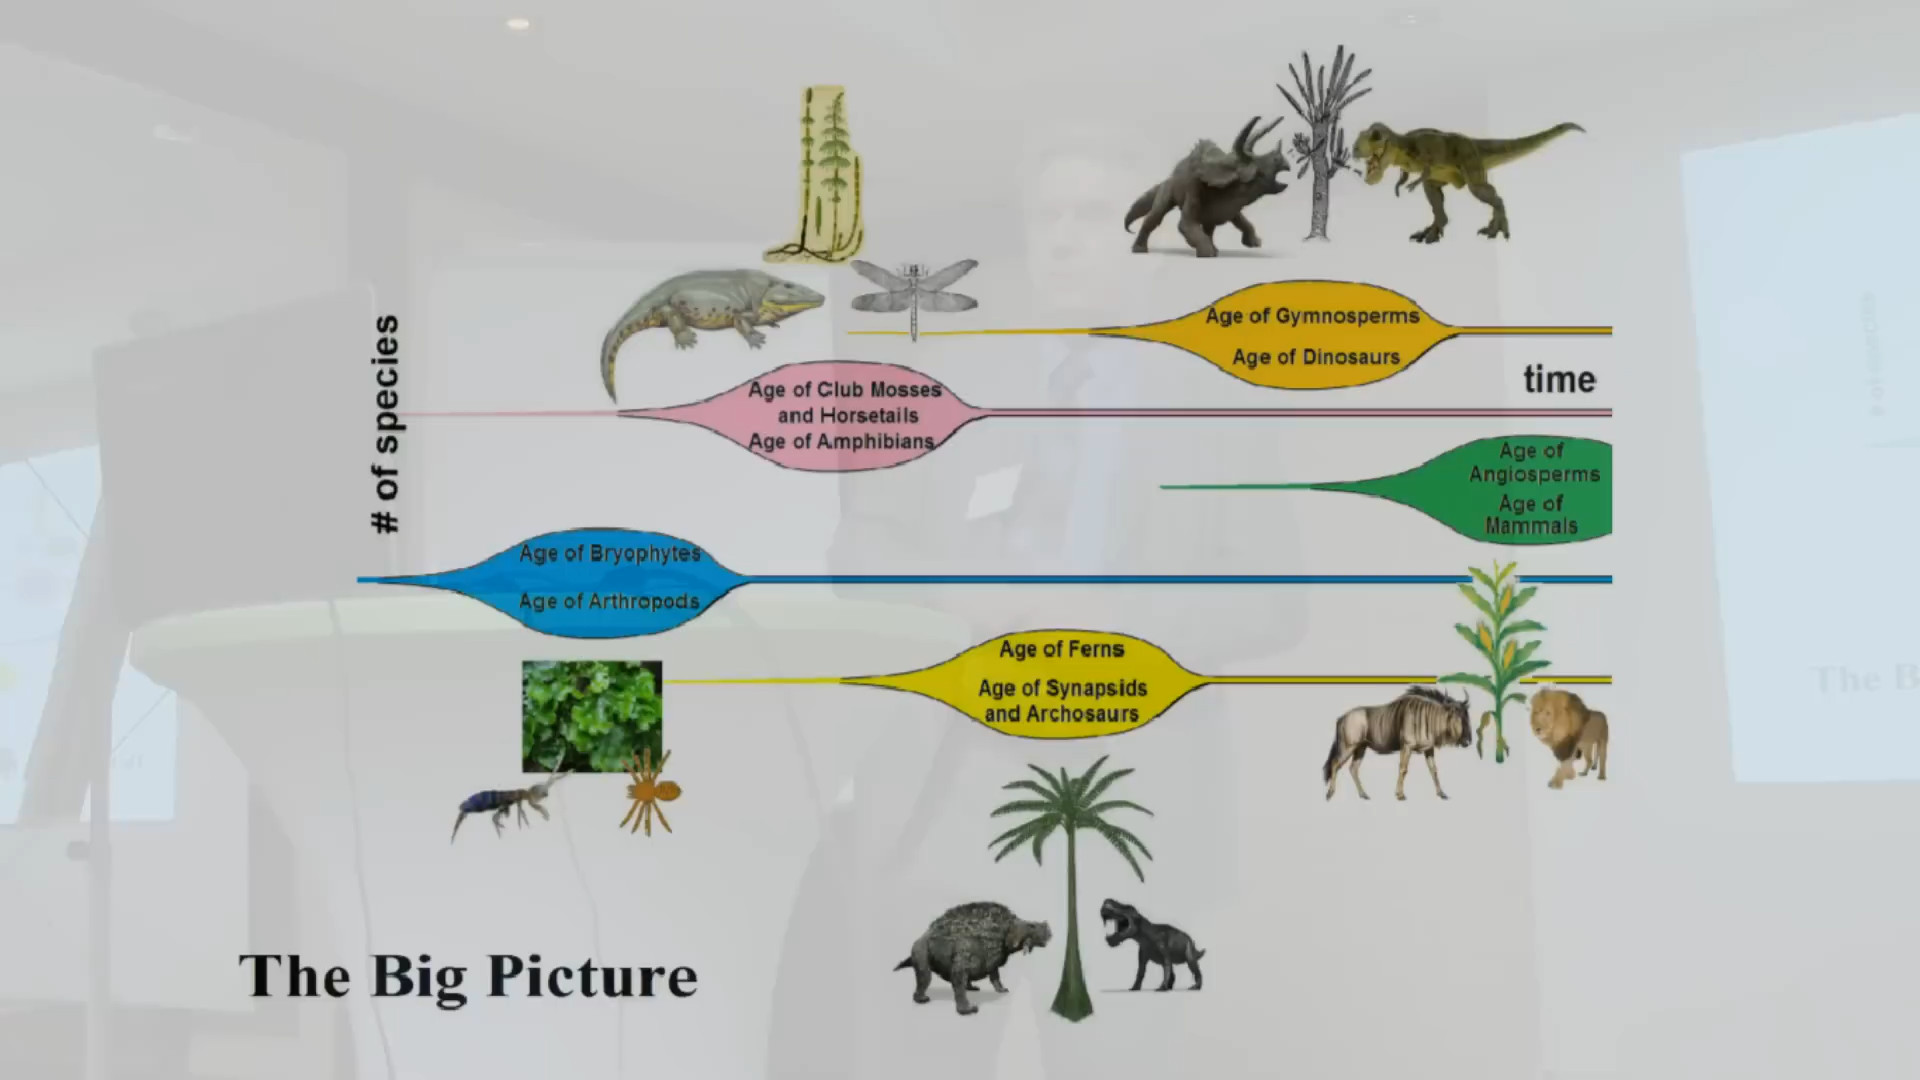 # of species
Age of Gymnosperms
Age of Dinosaurs
time
Age of Club Mosses
and Horsetails
Age of Amphibians
Age of
Angiosperms
Age of
Mammals
Age of Bryophytes
Age of Arthropods
Age of Ferns
Age of Synapsids
and Archosaurs
The Big Picture
The B